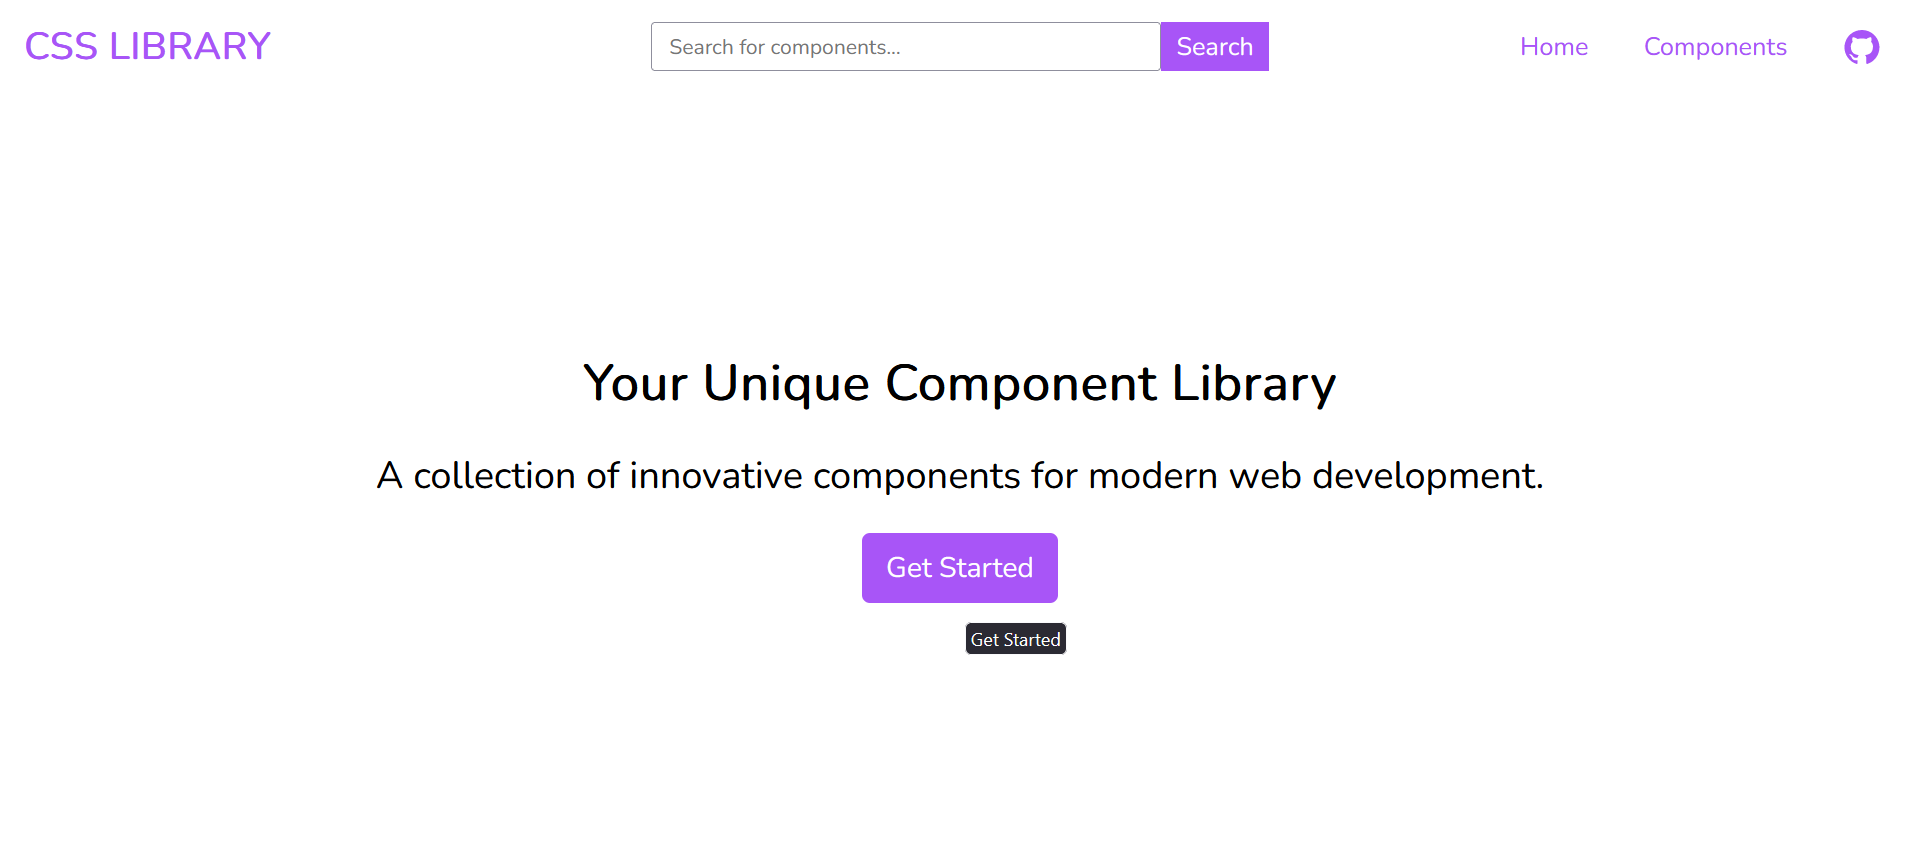 CSS LIBRARY
Search for components...
Search
Home
Components
Your Unique Component Library
A collection of innovative components for modern web development.
Get Started
Get Started